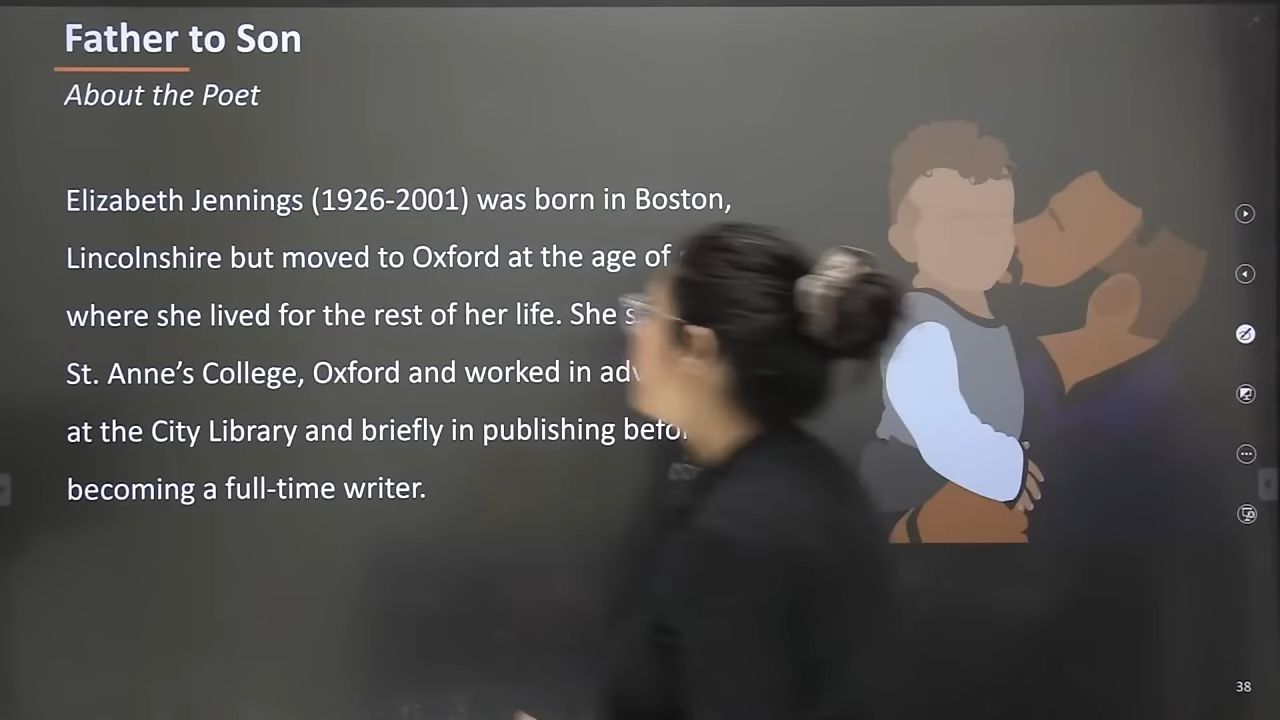 Father to Son
About the Poet
Elizabeth Jennings (1926-2001) was born in Boston,
Lincolnshire but moved to Oxford at the age of
where she lived for the rest of her life. She
St. Anne's College, Oxford and worked in
at the City Library and briefly in publishing
becoming a full-time writer.
38